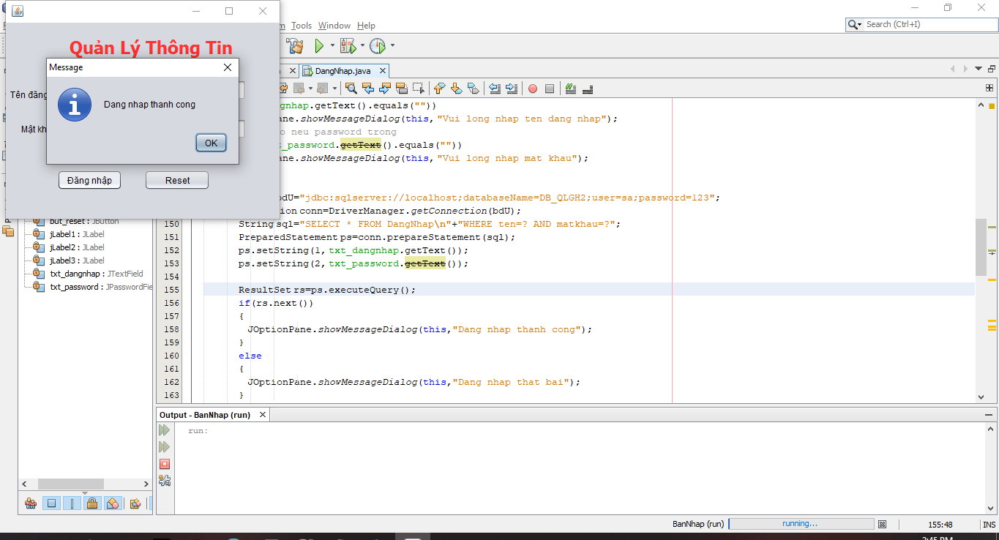 m Tools Window Help
Search (Ctrl+I)
Quản Lý Thông Tin
Message
Dang nhap thanh cong
OK
Tên đăng
Mật kh
Đăng nhập Reset
DangNhap.java
ngnhap.getText().equals(""))
ane.showMessageDialog(this,"Vui long nhap ten dang nhap");
o neu password trong
t_password.getText().equals(""))
ane.showMessageDialog(this,"Vui long nhap mat khau");
bdU="jdbc:sqlserver://localhost;databaseName=DB_QLGH2;user=sa;password=123";
ion conn=DriverManager.getConnection(bdU);
150 String sql="SELECT * FROM DangNhap\n"+"WHERE ten=? AND matkhau=?";
151 PreparedStatement ps=conn.prepareStatement(sql);
152 ps.setString(1,txt_dangnhap.getText());
153 ps.setString(2,txt_password.getText());
154
155 ResultSet rs=ps.executeQuery();
156 if(rs.next())
157 {
158 JOptionPane.showMessageDialog(this,"Dang nhap thanh cong");
159 }
160 else
161 {
162 JOptionPane.showMessageDialog(this,"Dang nhap that bai");
163 }
but_reset : JButton
jLabel1 : JLabel
jLabel2 : JLabel
jLabel3 : JLabel
txt_dangnhap : JTextField
txt_password : JPasswordFie
Output - BanNhap (run)
run:
BanNhap (run) running... 155:48 INS
2:45 PM